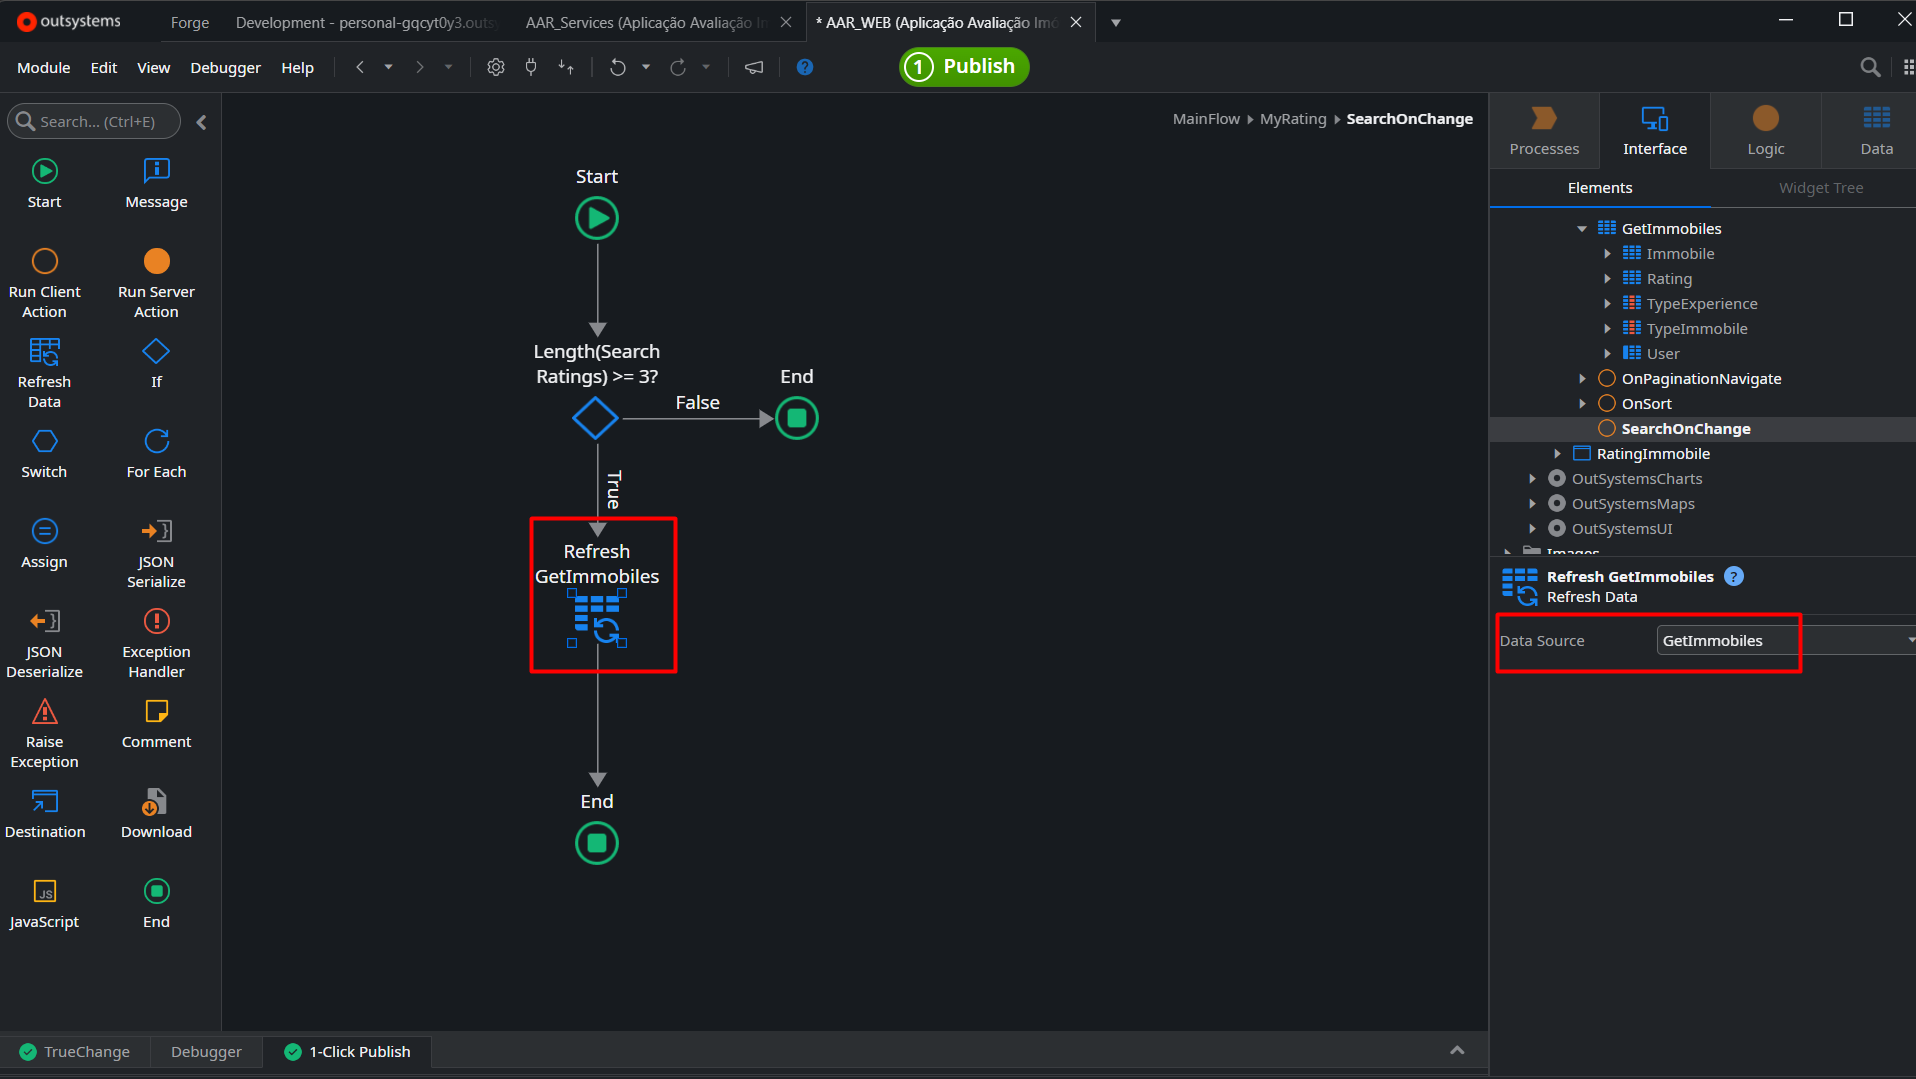 outsystems
Forge
Development - personal-gqcyt0y3.outs
AAR_Services (Aplicação Avaliação In
* AAR_WEB (Aplicação Avaliação Imó
Module Edit View Debugger Help
1 Publish
Search... (Ctrl+E)
MainFlow MyRating SearchOnChange
Start
Message
Run Client
Action
Run Server
Action
Refresh
Data
If
Switch
For Each
Assign
JSON
Serialize
JSON
Deserialize
Exception
Handler
Raise
Exception
Comment
Destination
Download
JS
JavaScript
End
Start
Length(Search
Ratings) >= 3?
False
End
True
Refresh
GetImmobiles
End
Processes
Interface
Logic
Data
Elements
Widget Tree
GetImmobiles
Immobile
Rating
TypeExperience
TypeImmobile
User
OnPaginationNavigate
OnSort
SearchOnChange
RatingImmobile
OutSystemsCharts
OutSystemsMaps
OutSystemsUI
Images
Refresh GetImmobiles ?
Refresh Data
Data Source
GetImmobiles
TrueChange
Debugger
1-Click Publish